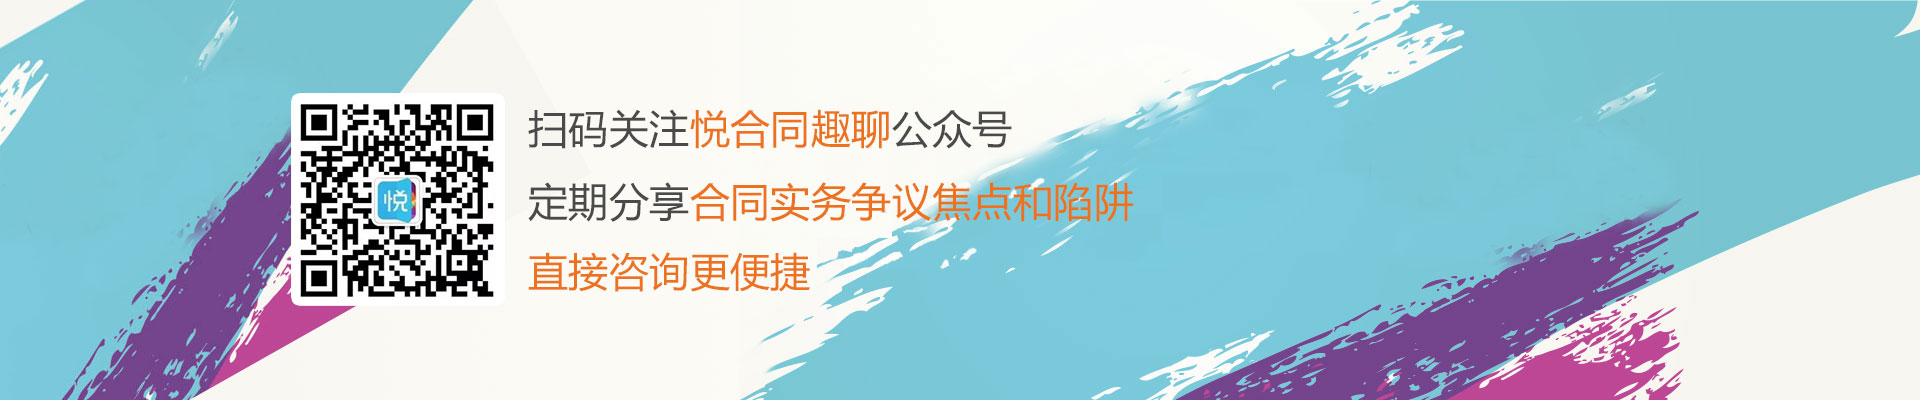 悦
扫码关注悦合同趣聊公众号
定期分享合同实务争议焦点和陷阱
直接咨询更便捷